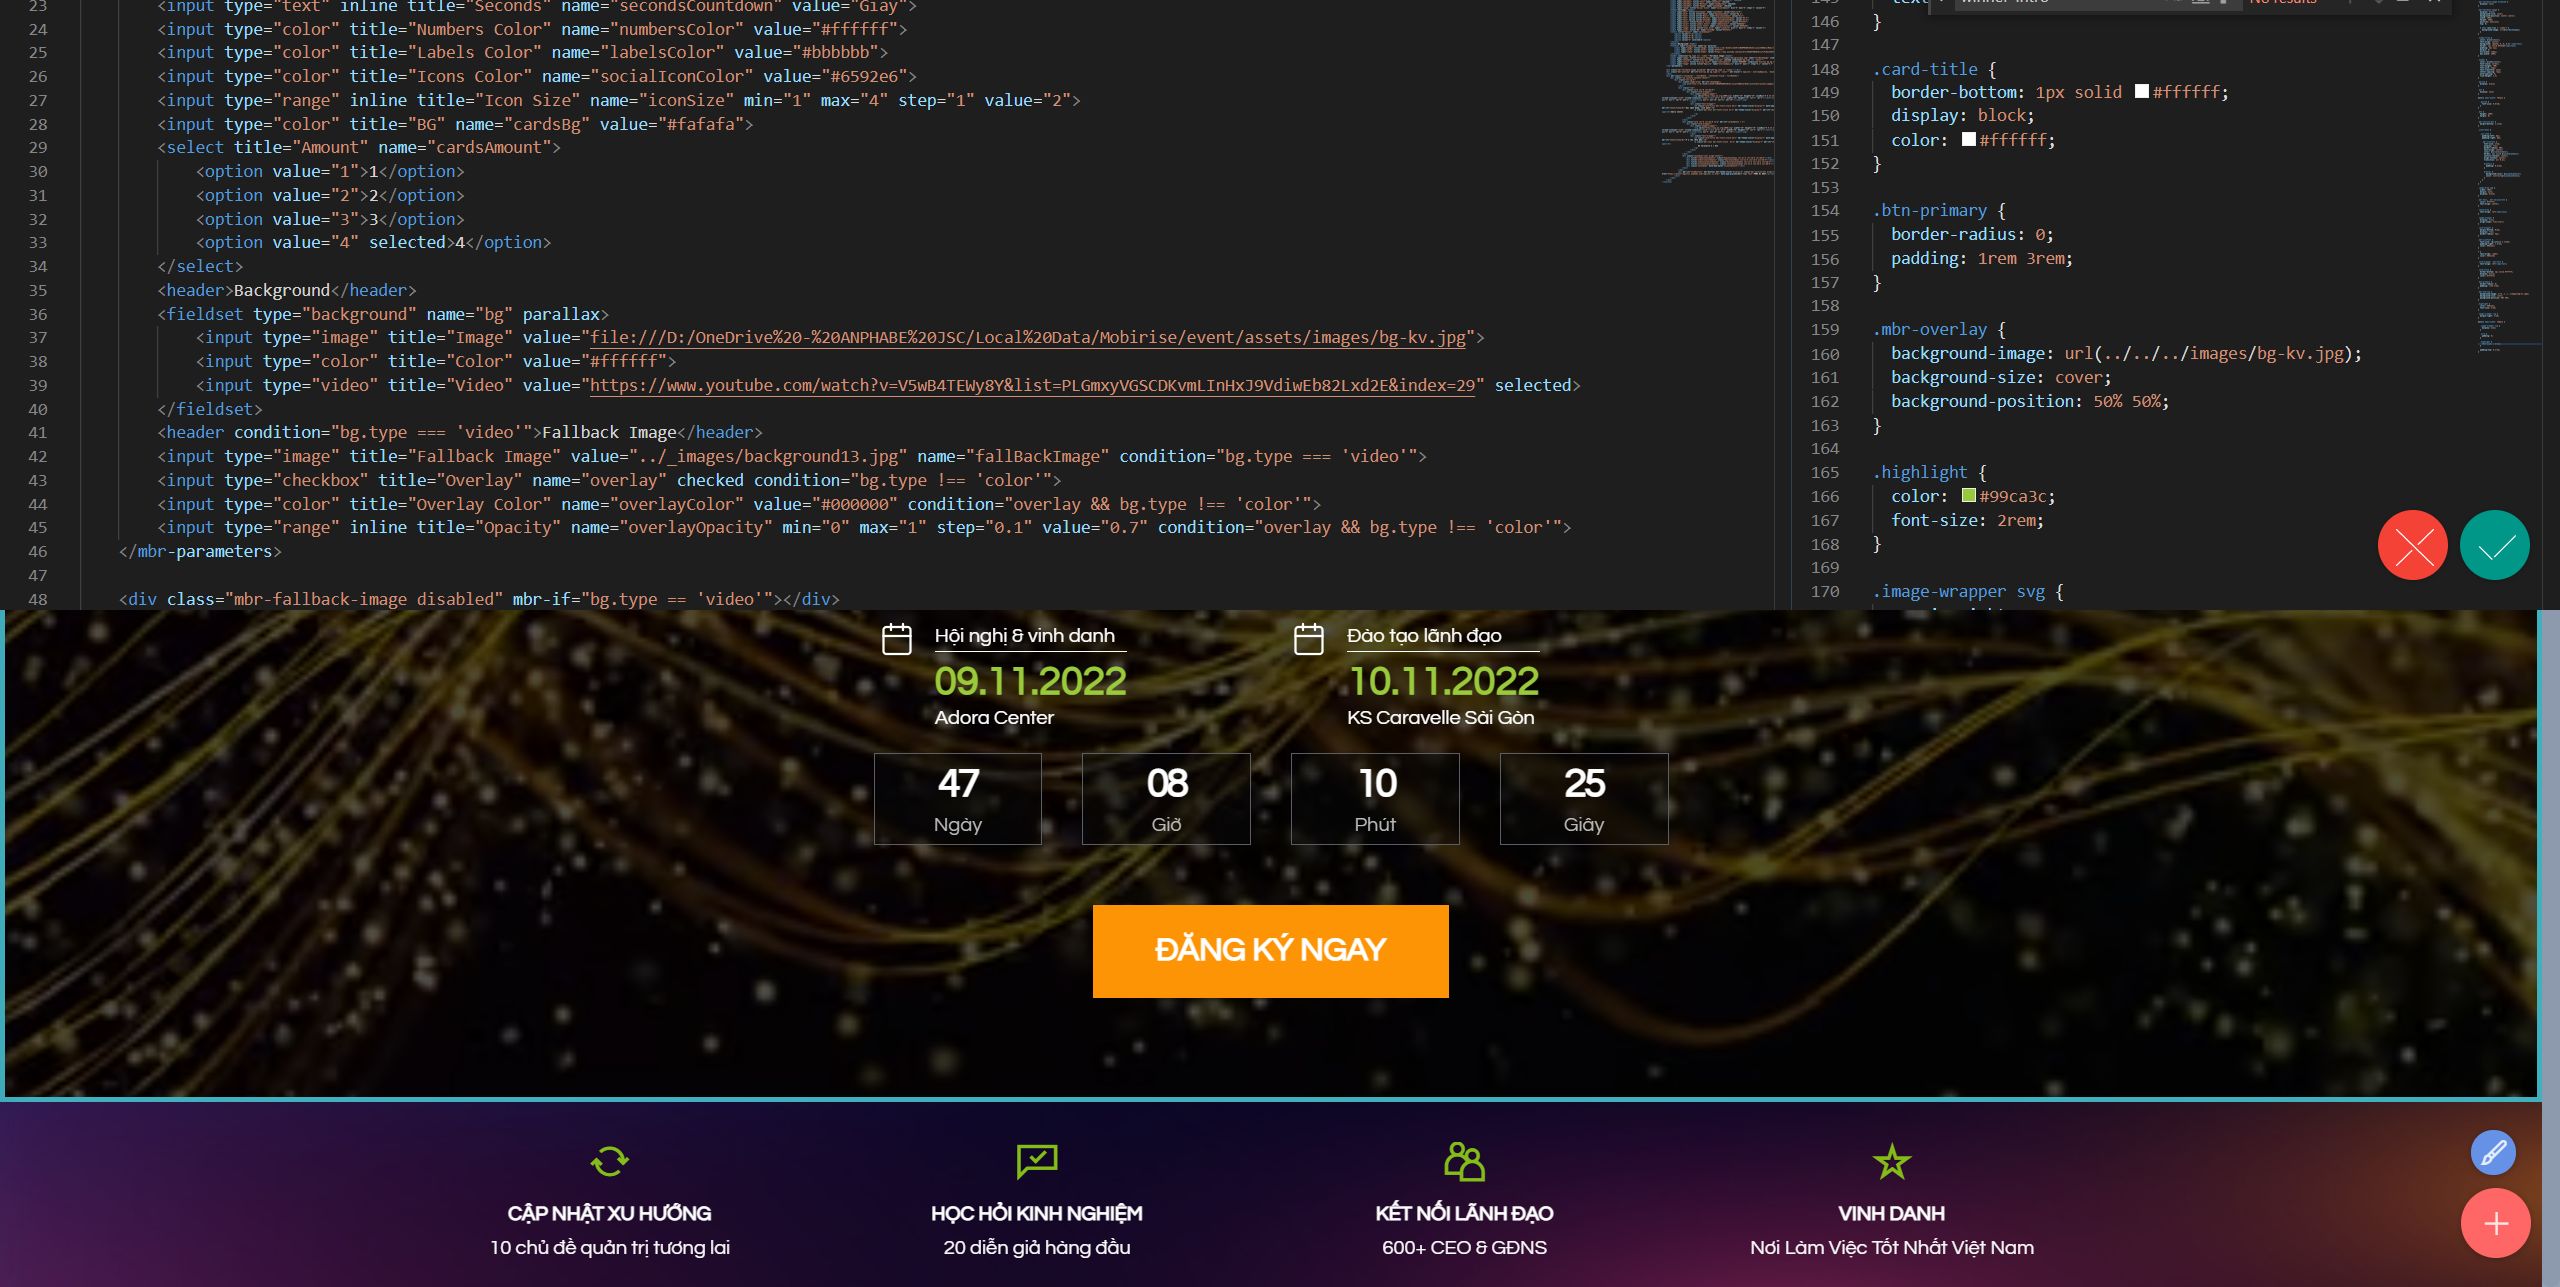 23 <input type="text" inline title="Seconds" name="secondsCountdown" value="Giây">
24 <input type="color" title="Numbers Color" name="numbersColor" value="#ffffff">
25 <input type="color" title="Labels Color" name="labelsColor" value="#bbbbbb">
26 <input type="color" title="Icons Color" name="socialIconColor" value="#6592e6">
27 <input type="range" inline title="Icon Size" name="iconSize" min="1" max="4" step="1" value="2">
28 <input type="color" title="BG" name="cardsBg" value="#fafafa">
29 <select title="Amount" name="cardsAmount">
30 <option value="1">1</option>
31 <option value="2">2</option>
32 <option value="3">3</option>
33 <option value="4" selected>4</option>
34 </select>
35 <header>Background</header>
36 <fieldset type="background" name="bg" parallax>
37 <input type="image" title="Image" value="file:///D:/OneDrive%20-%20ANPHABE%20JSC/Local%20Data/Mobirise/event/assets/images/bg-kv.jpg">
38 <input type="color" title="Color" value="#ffffff">
39 <input type="video" title="Video" value="https://www.youtube.com/watch?v=V5wB4TEWy8Y&list=PLGmxyVGSCDKvmLInHxJ9VdiwEb82Lxd2E&index=29" selected>
40 </fieldset>
41 <header condition="bg.type === 'video'">Fallback Image</header>
42 <input type="image" title="Fallback Image" value="../_images/background13.jpg" name="fallBackImage" condition="bg.type === 'video'">
43 <input type="checkbox" title="Overlay" name="overlay" checked condition="bg.type !== 'color'">
44 <input type="color" title="Overlay Color" name="overlayColor" value="#000000" condition="overlay && bg.type !== 'color'">
45 <input type="range" inline title="Opacity" name="overlayOpacity" min="0" max="1" step="0.1" value="0.7" condition="overlay && bg.type !== 'color'">
46 </mbr-parameters>
47
48 <div class="mbr-fallback-image disabled" mbr-if="bg.type == 'video'"></div>
No results
146 }
147
148 .card-title {
149 border-bottom: 1px solid #ffffff;
150 display: block;
151 color: #ffffff;
152 }
153
154 .btn-primary {
155 border-radius: 0;
156 padding: 1rem 3rem;
157 }
158
159 .mbr-overlay {
160 background-image: url(../../../images/bg-kv.jpg);
161 background-size: cover;
162 background-position: 50% 50%;
163 }
164
165 .highlight {
166 color: #99ca3c;
167 font-size: 2rem;
168 }
169
170 .image-wrapper svg {
Hội nghị & vinh danh
09.11.2022
Adora Center
Đào tạo lãnh đạo
10.11.2022
KS Caravelle Sài Gòn
47
Ngày
08
Giờ
10
Phút
25
Giây
ĐĂNG KÝ NGAY
CẬP NHẬT XU HƯỚNG
10 chủ đề quản trị tương lai
HỌC HỎI KINH NGHIỆM
20 diễn giả hàng đầu
KẾT NỐI LÃNH ĐẠO
600+ CEO & GĐNS
VINH DANH
Nơi Làm Việc Tốt Nhất Việt Nam